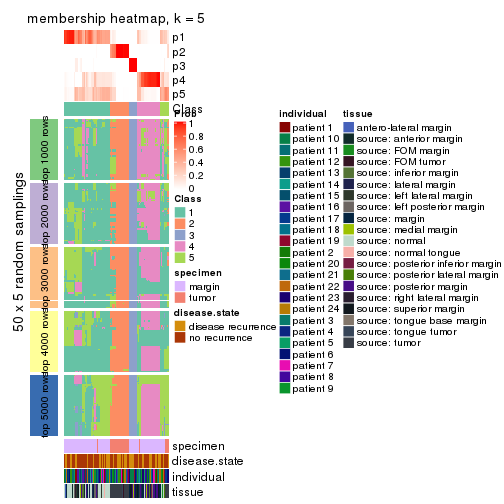 membership heatmap, k = 5
p1
p2
p3
p4
p5
Class
50 x 5 random samplings
top 1000 rows
top 2000 rows
top 3000 rows
top 4000 rows
top 5000 rows
specimen
disease.state
individual
tissue
Prob
1
0.8
0.6
0.4
0.2
0
Class
1
2
3
4
5
specimen
margin
tumor
disease.state
disease recurrence
no recurrence
individual
patient 1
patient 10
patient 11
patient 12
patient 13
patient 14
patient 15
patient 16
patient 17
patient 18
patient 19
patient 2
patient 20
patient 21
patient 22
patient 23
patient 24
patient 3
patient 4
patient 5
patient 6
patient 7
patient 8
patient 9
tissue
antero-lateral margin
source: anterior margin
source: FOM margin
source: FOM tumor
source: inferior margin
source: lateral margin
source: left lateral margin
source: left posterior margin
source: margin
source: medial margin
source: normal
source: normal tongue
source: posterior inferior margin
source: posterior lateral margin
source: posterior margin
source: right lateral margin
source: superior margin
source: tongue base margin
source: tongue tumor
source: tumor